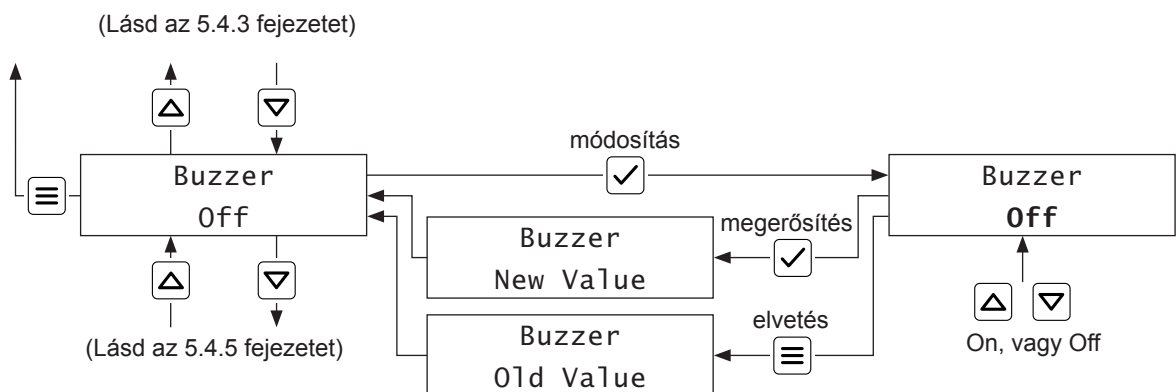 (Lásd az 5.4.3 fejezetet)
módosítás
Buzzer
Off
Buzzer
Off
megerősítés
Buzzer
New Value
elvetés
Buzzer
Old Value
(Lásd az 5.4.5 fejezetet)
On, vagy Off